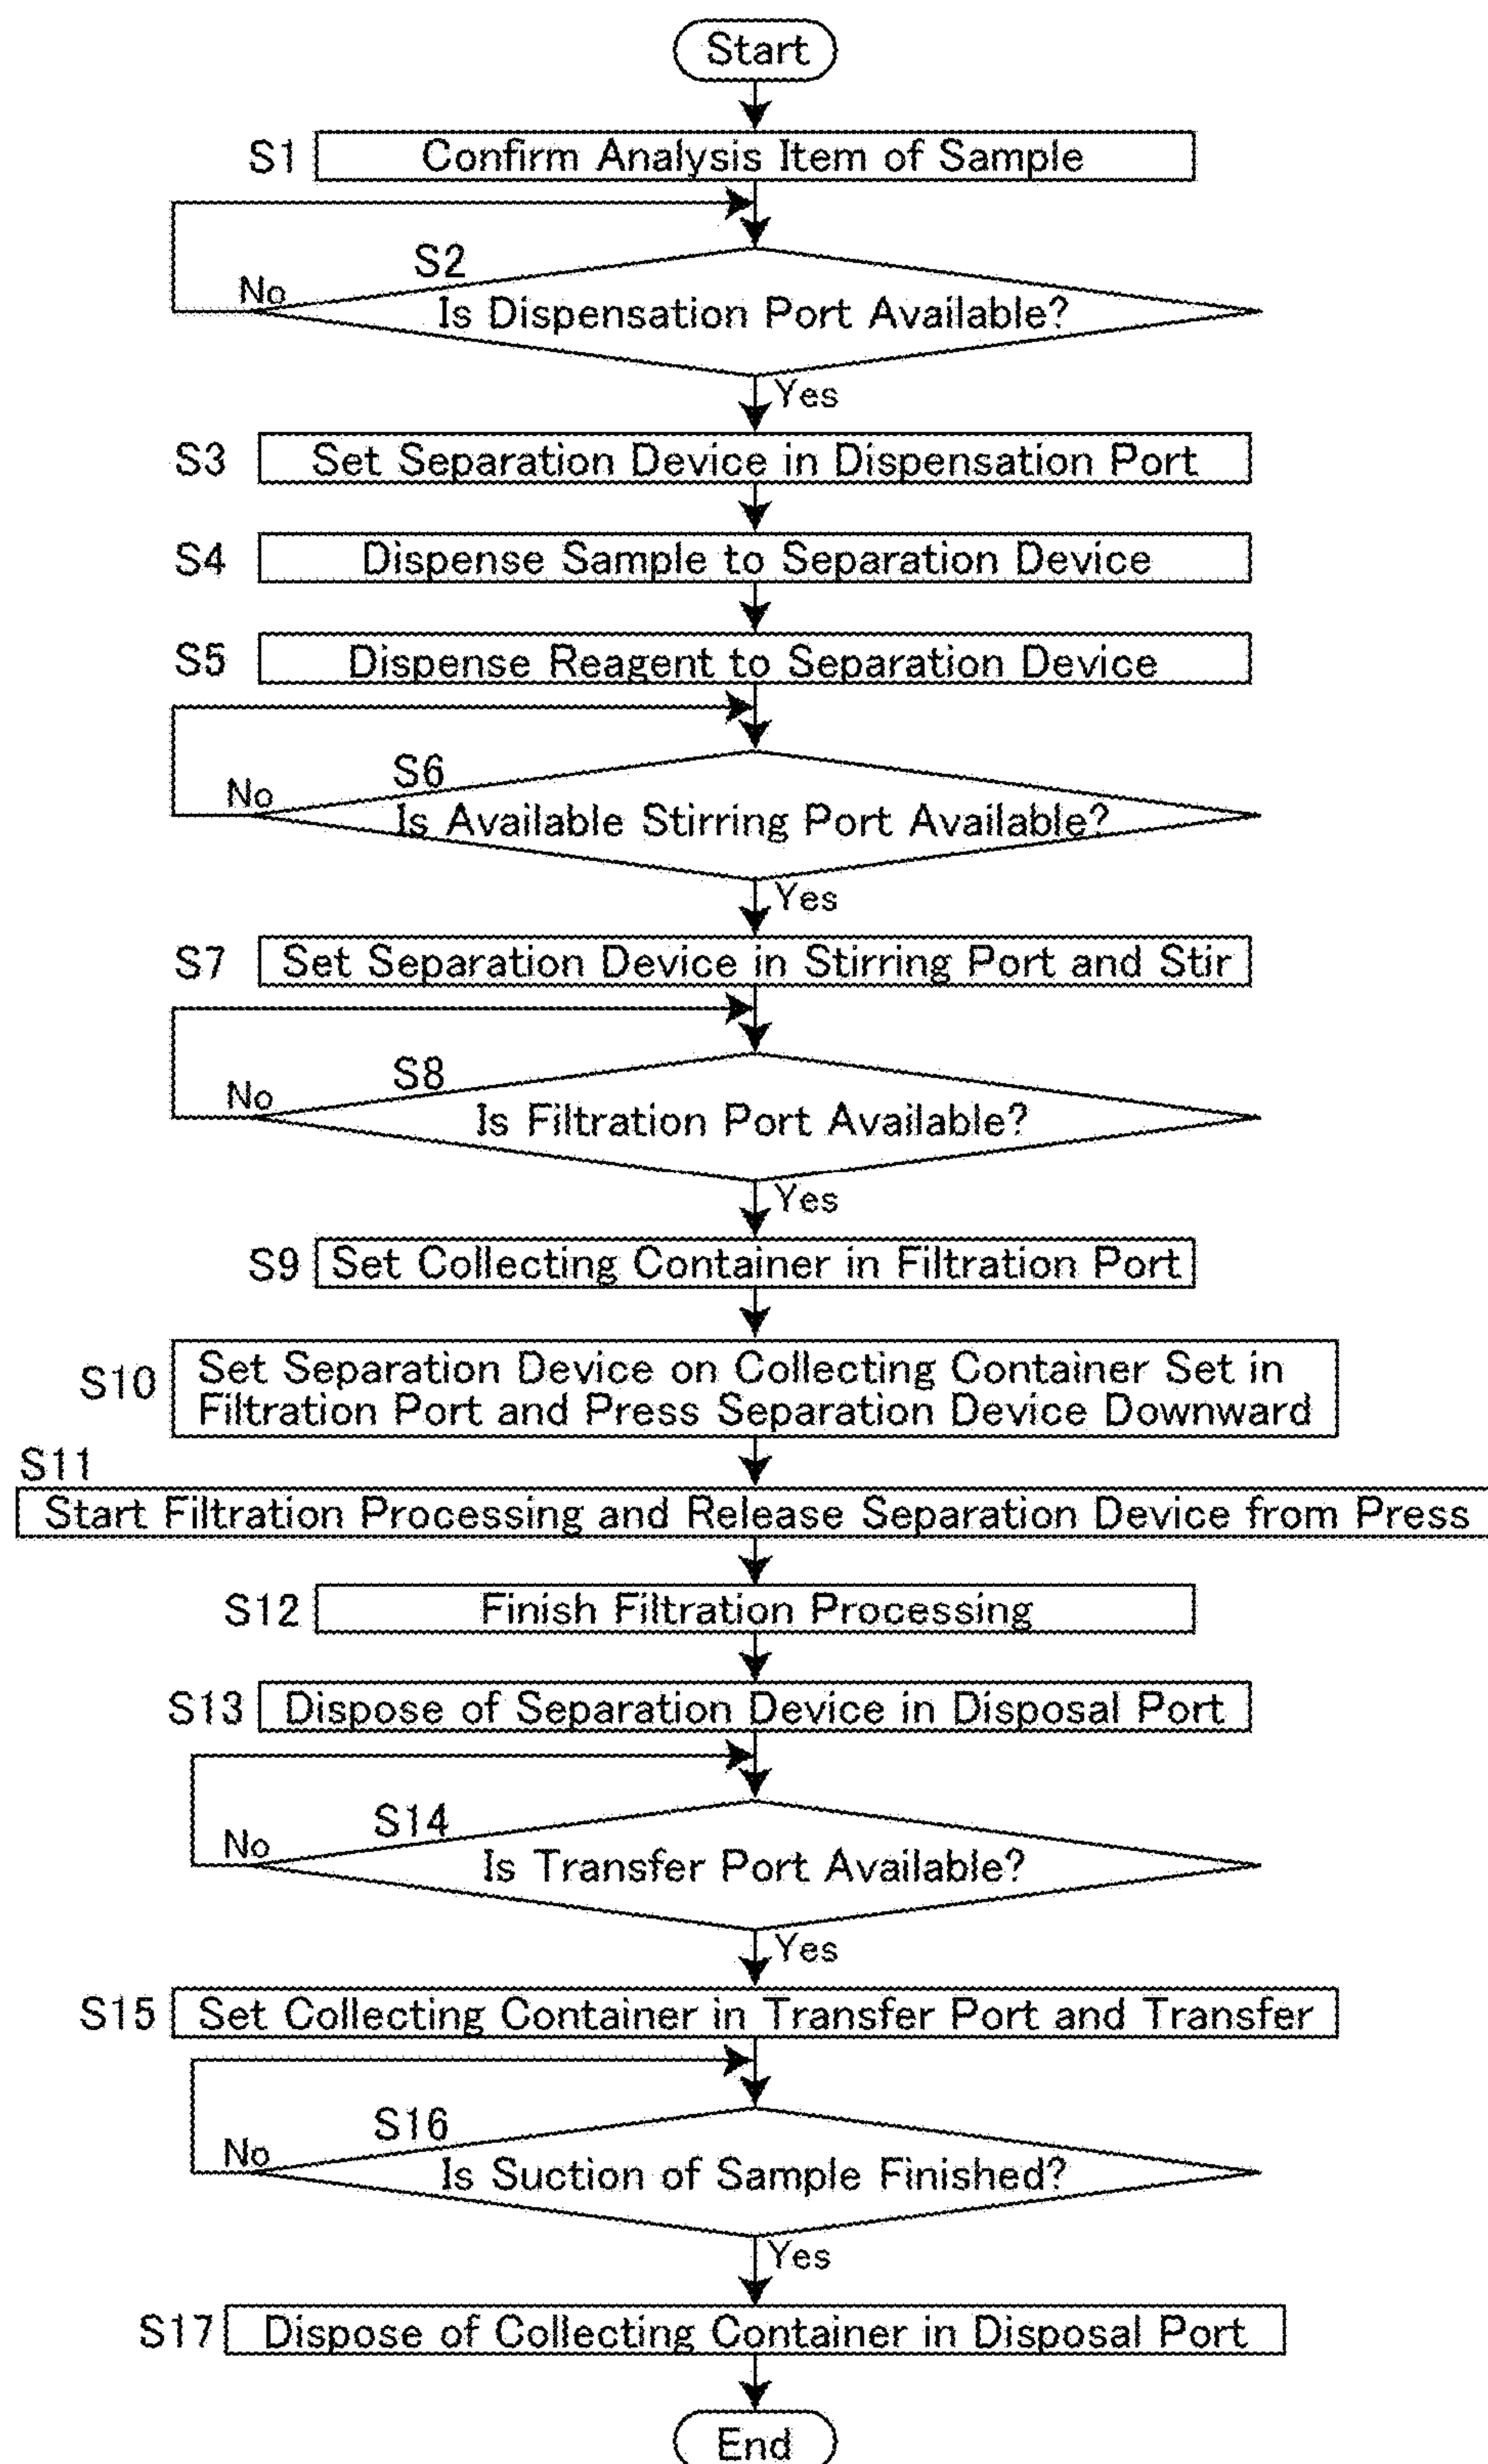 Start
S1 Confirm Analysis Item of Sample
S2
No
Is Dispensation Port Available?
Yes
S3 Set Separation Device in Dispensation Port
S4 Dispense Sample to Separation Device
S5 Dispense Reagent to Separation Device
S6
No
Is Available Stirring Port Available?
Yes
S7 Set Separation Device in Stirring Port and Stir
S8
No
Is Filtration Port Available?
Yes
S9 Set Collecting Container in Filtration Port
S10 Set Separation Device on Collecting Container Set in
Filtration Port and Press Separation Device Downward
S11
Start Filtration Processing and Release Separation Device from Press
S12 Finish Filtration Processing
S13 Dispose of Separation Device in Disposal Port
S14
No
Is Transfer Port Available?
Yes
S15 Set Collecting Container in Transfer Port and Transfer
S16
No
Is Suction of Sample Finished?
Yes
S17 Dispose of Collecting Container in Disposal Port
End